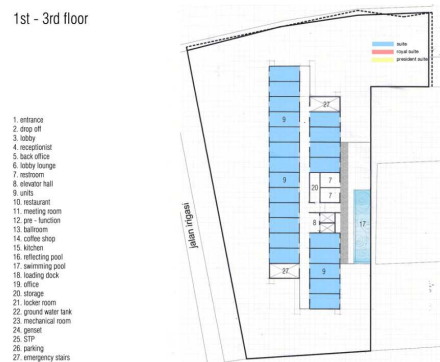 1st - 3rd floor
suite
royal suite
president suite
1. entrance
2. drop off
3. lobby
4. receptionist
5. back office
6. lobby lounge
7. restroom
8. elevator hall
9. units
10. restaurant
11. meeting room
12. pre - function
13. ballroom
14. coffee shop
15. kitchen
16. reflecting pool
17. swimming pool
18. loading dock
19. office
20. storage
21. locker room
22. ground water tank
23. mechanical room
24. genset
25. STP
26. parking
27. emergency stairs
27
9
9
7
20
7
8
17
27
9
jalan irigasi